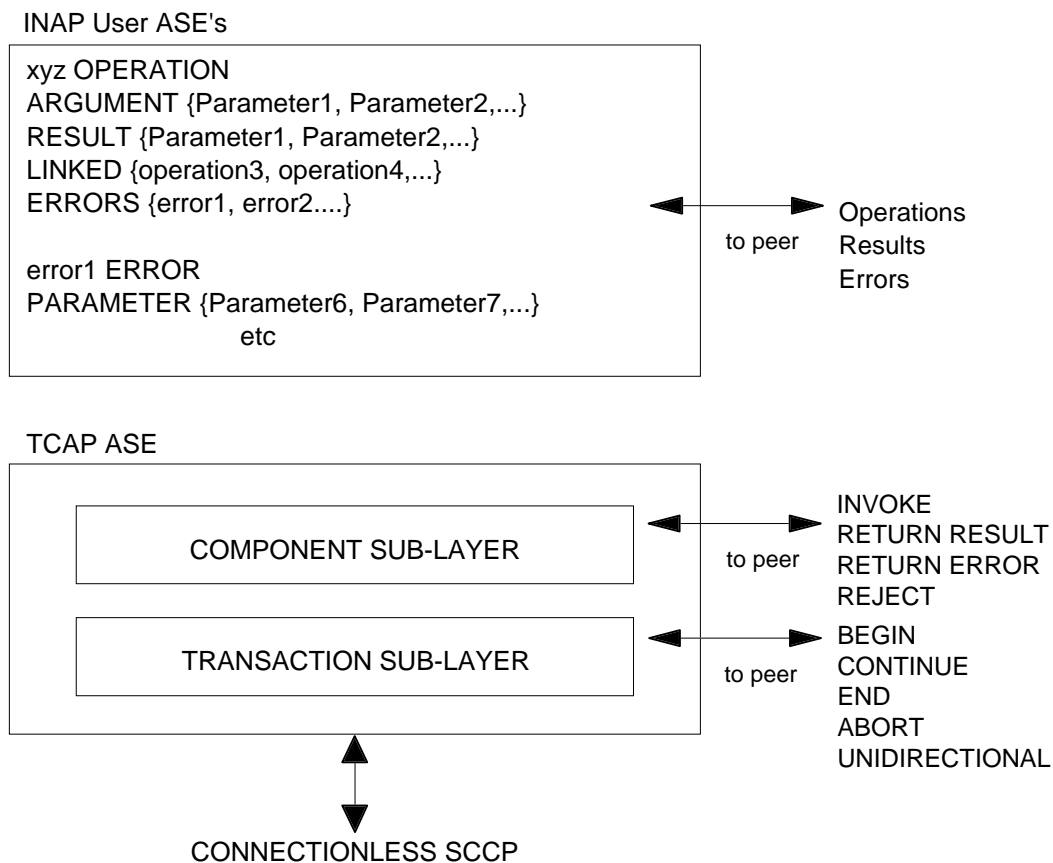 INAP User ASE's
xyz OPERATION
ARGUMENT {Parameter1, Parameter2,...}
RESULT {Parameter1, Parameter2,...}
LINKED {operation3, operation4,...}
ERRORS {error1, error2....}
error1 ERROR
PARAMETER {Parameter6, Parameter7,...}
etc
to peer
Operations
Results
Errors
TCAP ASE
COMPONENT SUB-LAYER
to peer
INVOKE
RETURN RESULT
RETURN ERROR
REJECT
TRANSACTION SUB-LAYER
to peer
BEGIN
CONTINUE
END
ABORT
UNIDIRECTIONAL
CONNECTIONLESS SCCP